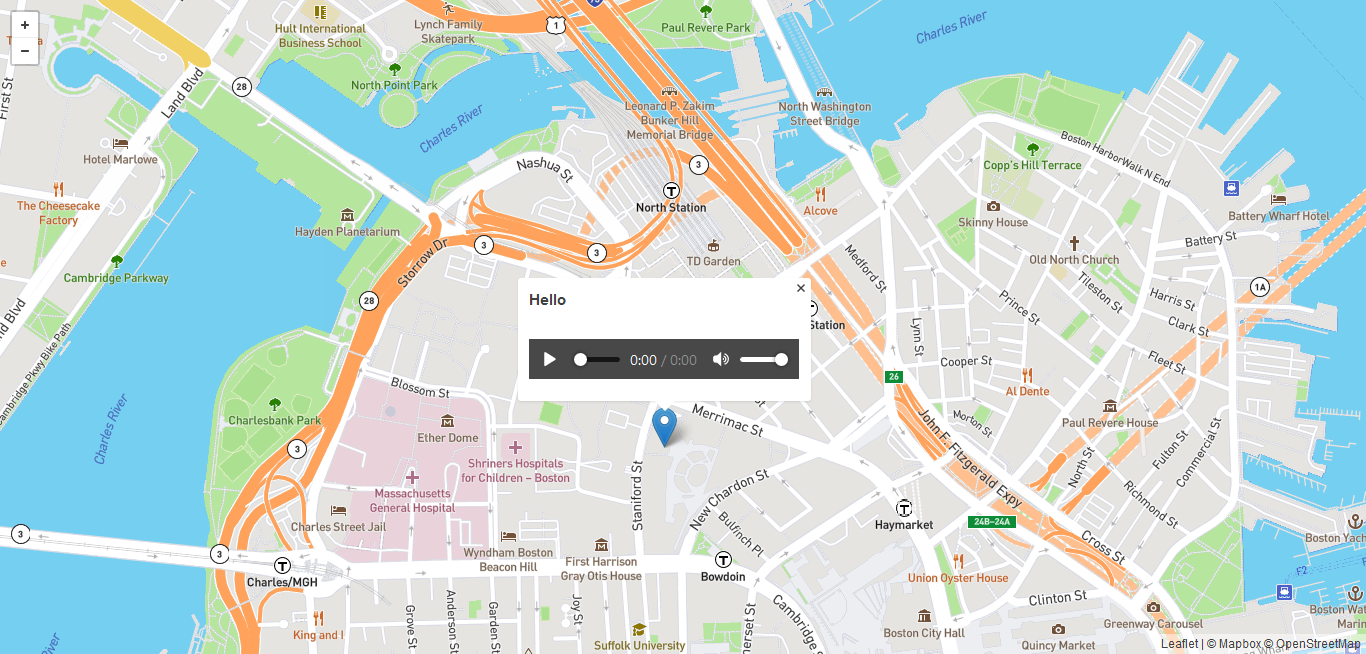 +
−
Hult International
Business School
Lynch Family
Skatepark
1
Paul Revere Park
Charles River
First St
Land Blvd
28
North Point Park
Charles River
Leonard P. Zakim
Bunker Hill
Memorial Bridge
North Washington
Street Bridge
Hotel Marlowe
Nashua St
3
T
North Station
Boston HarborWalk N End
Copp's Hill Terrace
The Cheesecake
Factory
Hayden Planetarium
Alcove
Skinny House
Battery Wharf Hotel
3
3
Storrow Dr
TD Garden
Medford St
Old North Church
Battery St
Cambridge Parkway
28
Tileston St
Prince St
Harris St
1A
Clark St
Hello
×
0:00 / 0:00
Station
Lynn St
Cooper St
Fleet St
nd Blvd
Cambridge Pkwy Bike Path
Blossom St
26
Al Dente
Charles River
Charlesbank Park
Ether Dome
Merrimac St
Morton St
Paul Revere House
John F. Fitzgerald Expy
3
Shriners Hospitals
for Children – Boston
Massachusetts
General Hospital
Staniford St
New Chardon St
North St
Fulton St
Commercial St
Richmond St
Charles Street Jail
Bulfinch Pl
T
Haymarket
24B–24A
Cross St
Boston Yach
3
3
T
Charles/MGH
Wyndham Boston
Beacon Hill
First Harrison
Gray Otis House
T
Bowdoin
Union Oyster House
F2
Clinton St
Boston Water
Marin
Grove St
Anderson St
Garden St
Joy St
Cambridge St
merset St
King and I
Suffolk University
Boston City Hall
Quincy Market
Greenway Carousel
Leaflet | © Mapbox © OpenStreetMap